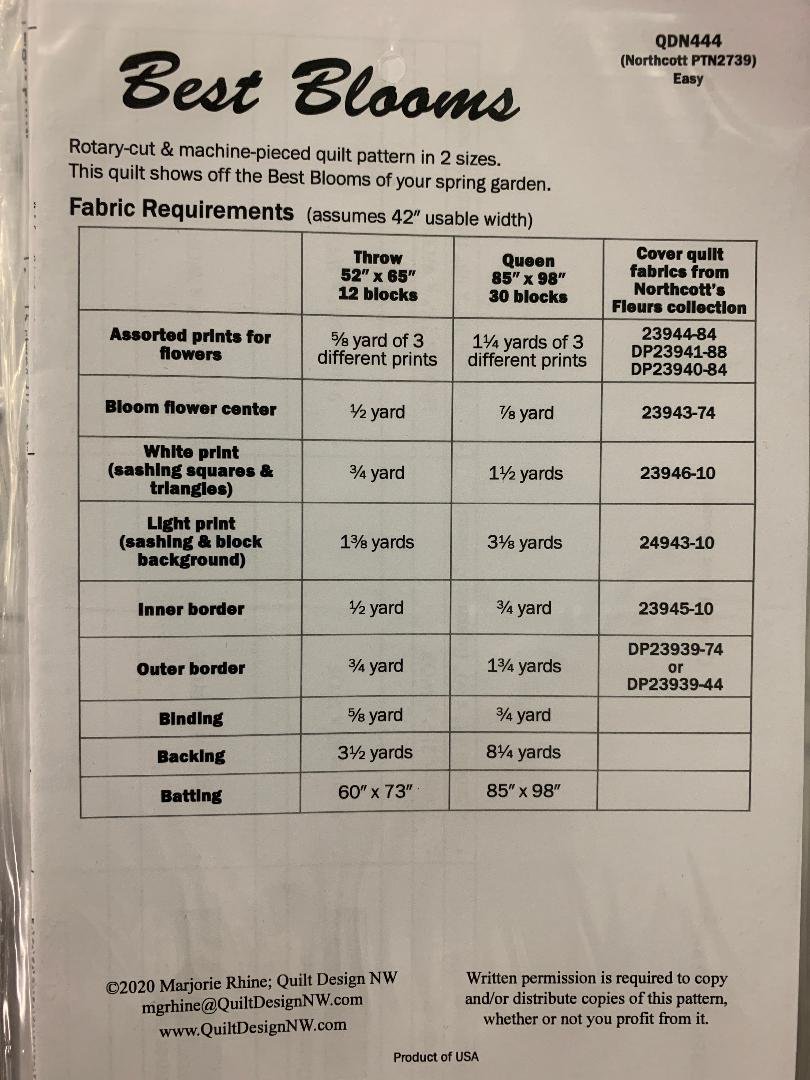 QDN444
(Northcott PTN2739)
Easy
Best Blooms
Rotary-cut & machine-pieced quilt pattern in 2 sizes.
This quilt shows off the Best Blooms of your spring garden.
Fabric Requirements (assumes 42” usable width)
Throw
52” x 65”
12 blocks
Queen
85” x 98”
30 blocks
Cover quilt
fabrics from
Northcott’s
Fleurs collection
Assorted prints for
flowers
⅝ yard of 3
different prints
1¼ yards of 3
different prints
23944-84
DP23941-88
DP23940-84
Bloom flower center
½ yard
⅞ yard
23943-74
White print
(sashing squares &
triangles)
¾ yard
1½ yards
23946-10
Light print
(sashing & block
background)
1⅜ yards
3⅛ yards
24943-10
Inner border
½ yard
¾ yard
23945-10
Outer border
¾ yard
1¾ yards
DP23939-74
or
DP23939-44
Binding
⅝ yard
¾ yard
Backing
3½ yards
8¼ yards
Batting
60” x 73”
85” x 98”
©2020 Marjorie Rhine; Quilt Design NW
mgrhine@QuiltDesignNW.com
www.QuiltDesignNW.com
Written permission is required to copy
and/or distribute copies of this pattern,
whether or not you profit from it.
Product of USA